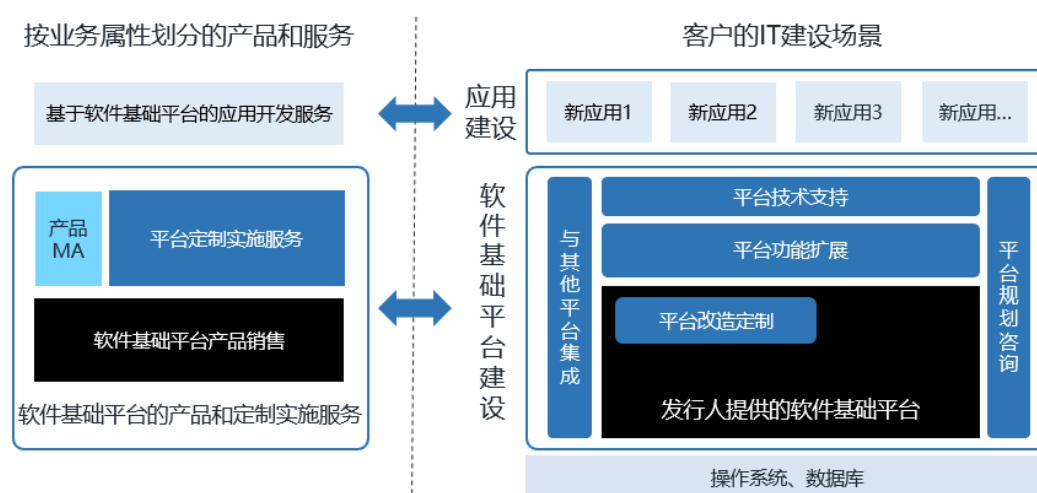 按业务属性划分的产品和服务
客户的IT建设场景
基于软件基础平台的应用开发服务
应用
建设
新应用1
新应用2
新应用3
新应用...
产品
MA
平台定制实施服务
软件基础平台产品销售
软件基础平台的产品和定制实施服务
软件基础平台建设
与其他平台集成
平台技术支持
平台功能扩展
平台改造定制
发行人提供的软件基础平台
平台规划咨询
操作系统、数据库